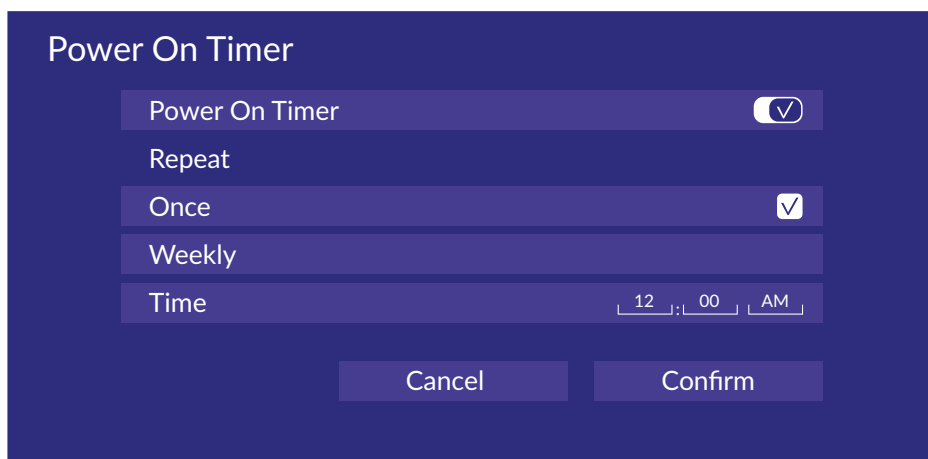 Power On Timer
Power On Timer
Repeat
Once
Weekly
Time 12 : 00 AM
Cancel Confirm